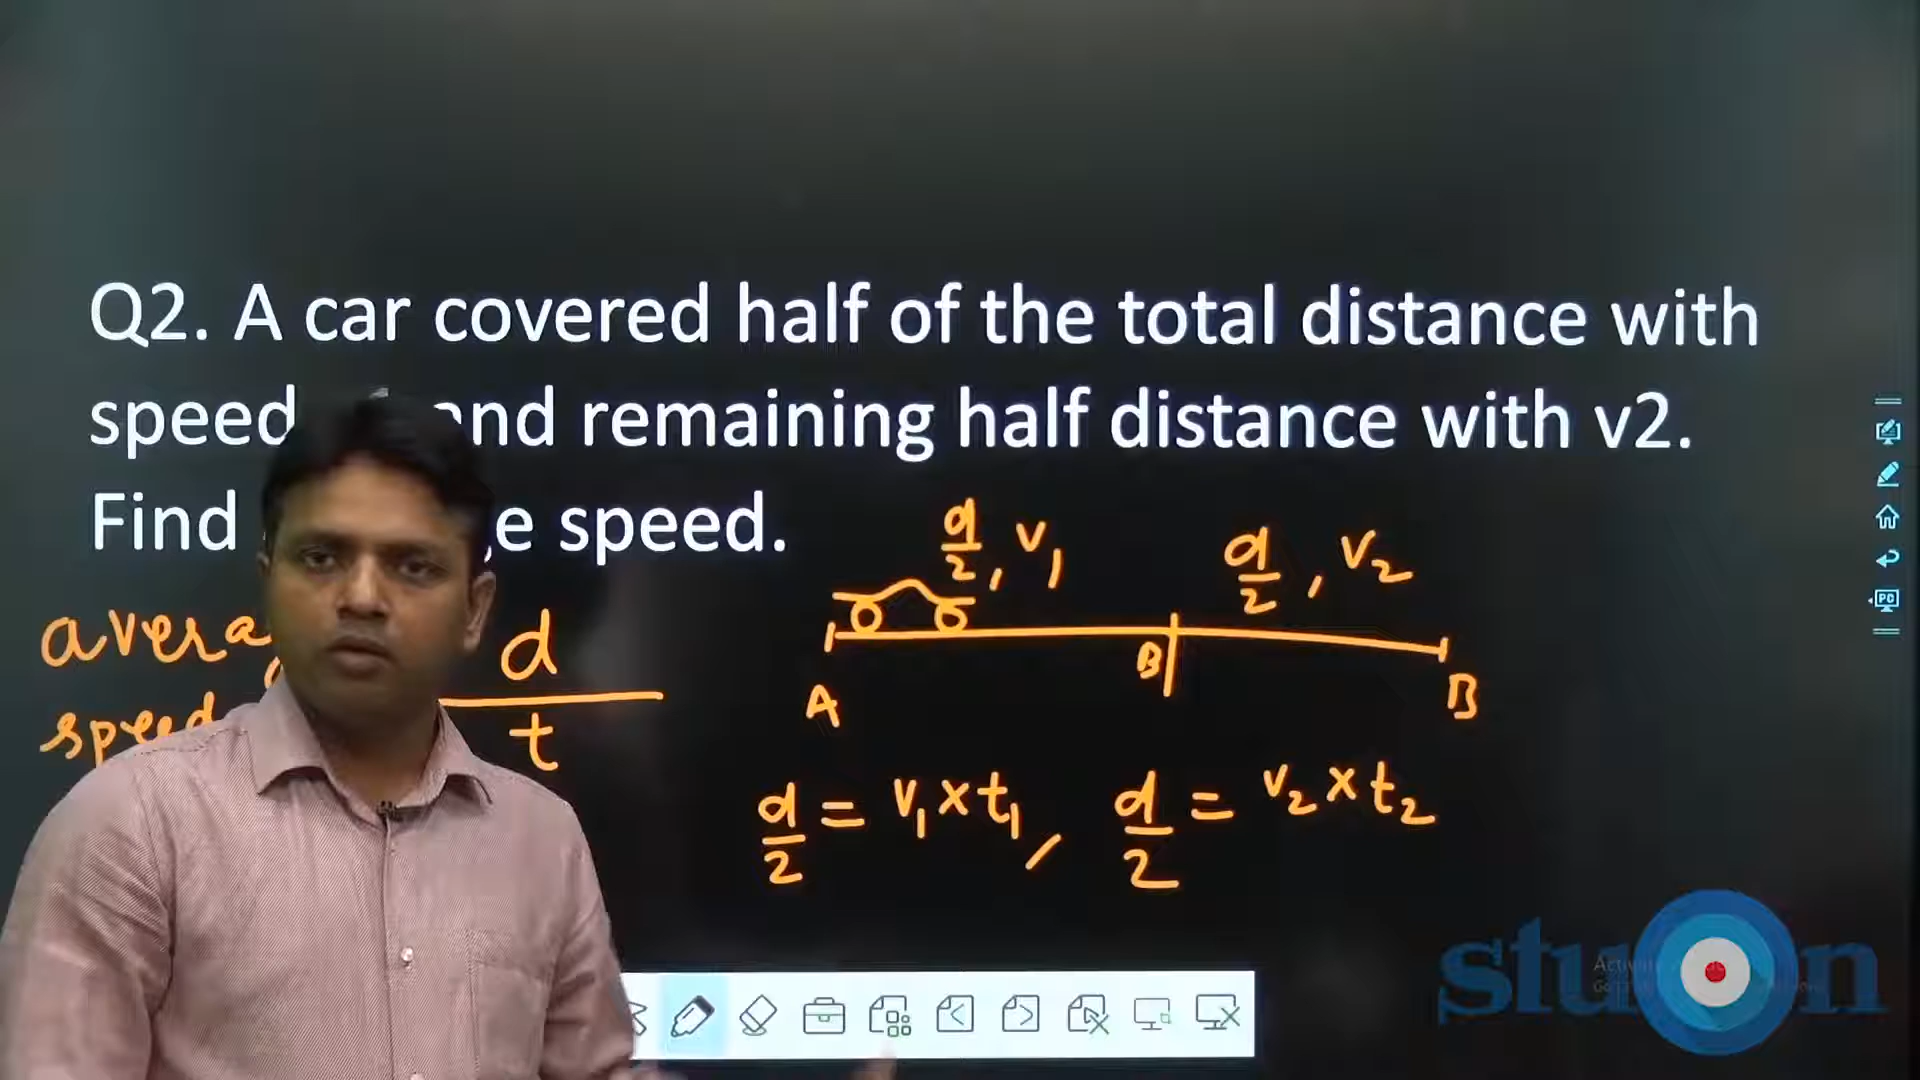 Q2. A car covered half of the total distance with
speed and remaining half distance with v2.
Find speed.
d/2, v1
d/2, v2
A
B
B
d
t
d/2 = v1 × t1, d/2 = v2 × t2
stuon